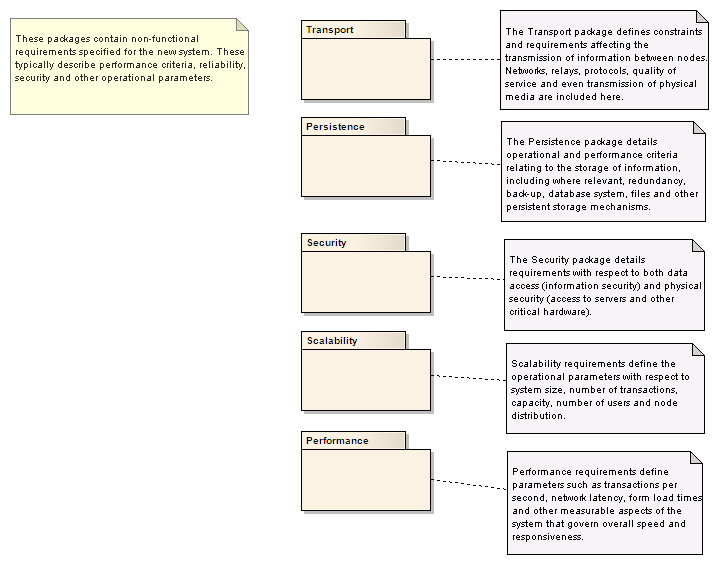 These packages contain non-functional
requirements specified for the new system. These
typically describe performance criteria, reliability,
security and other operational parameters.
Transport
The Transport package defines constraints
and requirements affecting the
transmission of information between nodes.
Networks, relays, protocols, quality of
service and even transmission of physical
media are included here.
Persistence
The Persistence package details
operational and performance criteria
relating to the storage of information,
including where relevant, redundancy,
back-up, database system, files and other
persistent storage mechanisms.
Security
The Security package details
requirements with respect to both data
access (information security) and physical
security (access to servers and other
critical hardware).
Scalability
Scalability requirements define the
operational parameters with respect to
system size, number of transactions,
capacity, number of users and node
distribution.
Performance
Performance requirements define
parameters such as transactions per
second, network latency, form load times
and other measurable aspects of the
system that govern overall speed and
responsiveness.